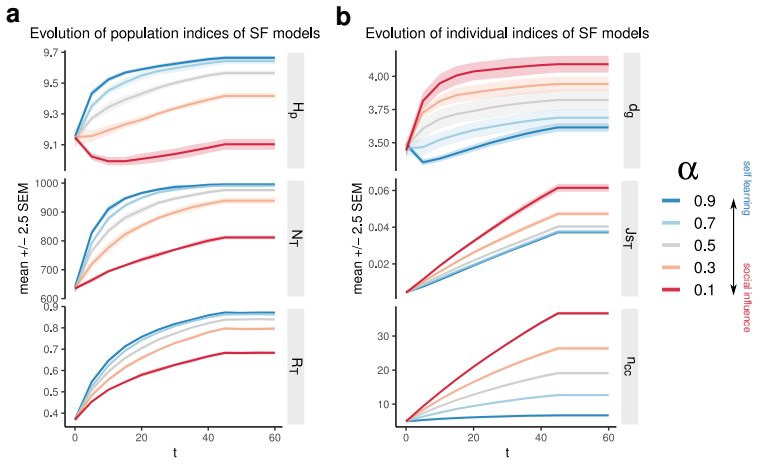 a
Evolution of population indices of SF models
9.7
9.5
9.3
9.1
Hp
1000
900
800
700
600
NT
0.9
0.8
0.7
0.6
0.5
0.4
RT
mean +/− 2.5 SEM
0
20
40
60
t
b
Evolution of individual indices of SF models
4.00
3.75
3.50
dg
0.06
0.04
0.02
JST
30
20
10
ncc
mean +/− 2.5 SEM
0
20
40
60
t
α
0.9
0.7
0.5
0.3
0.1
self learning
social influence